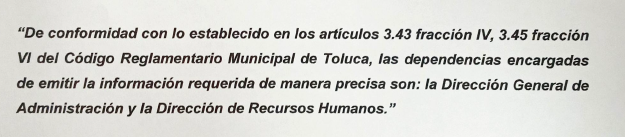 “De conformidad con lo establecido en los artículos 3.43 fracción IV, 3.45 fracción
VI del Código Reglamentario Municipal de Toluca, las dependencias encargadas
de emitir la información requerida de manera precisa son: la Dirección General de
Administración y la Dirección de Recursos Humanos.”